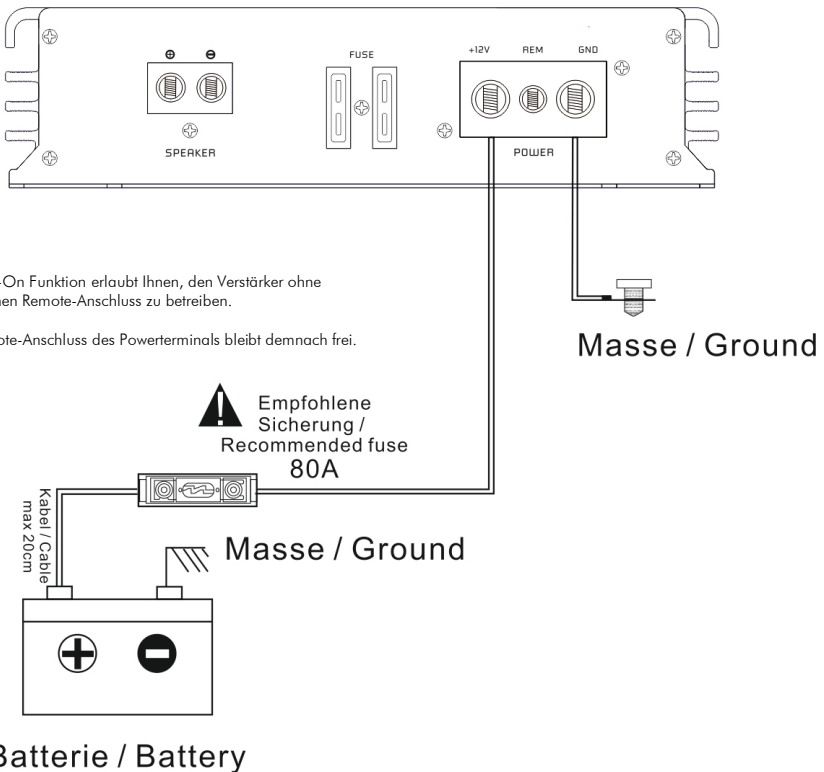 +12V REM GND
FUSE
SPEAKER
POWER
-On Funktion erlaubt Ihnen, den Verstärker ohne
nen Remote-Anschluss zu betreiben.
ote-Anschluss des Powerterminals bleibt demnach frei.
Masse / Ground
Empfohlene
Sicherung /
Recommended fuse
80A
Kabel / Cable
max 20cm
Masse / Ground
Batterie / Battery